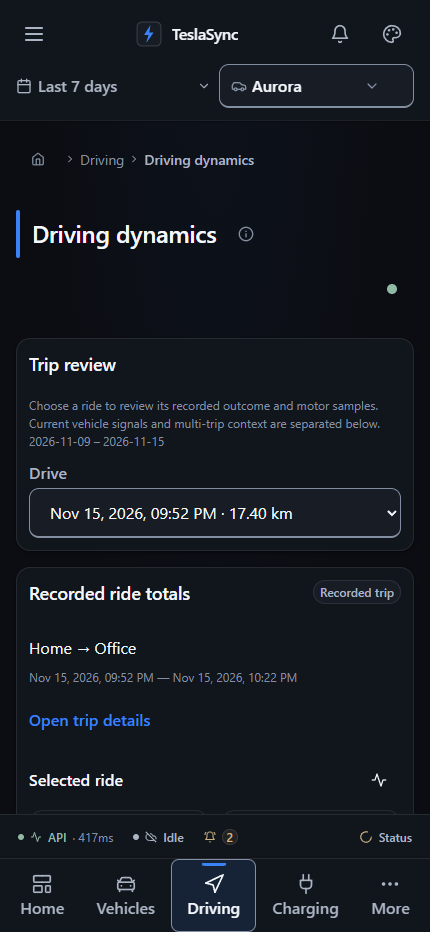 TeslaSync
Last 7 days
Aurora
Driving
Driving dynamics
Driving dynamics
Trip review
Choose a ride to review its recorded outcome and motor samples.
Current vehicle signals and multi-trip context are separated below.
2026-11-09 – 2026-11-15
Drive
Nov 15, 2026, 09:52 PM · 17.40 km
Recorded ride totals
Recorded trip
Home → Office
Nov 15, 2026, 09:52 PM — Nov 15, 2026, 10:22 PM
Open trip details
Selected ride
API · 417ms
Idle
2
Status
Home
Vehicles
Driving
Charging
More